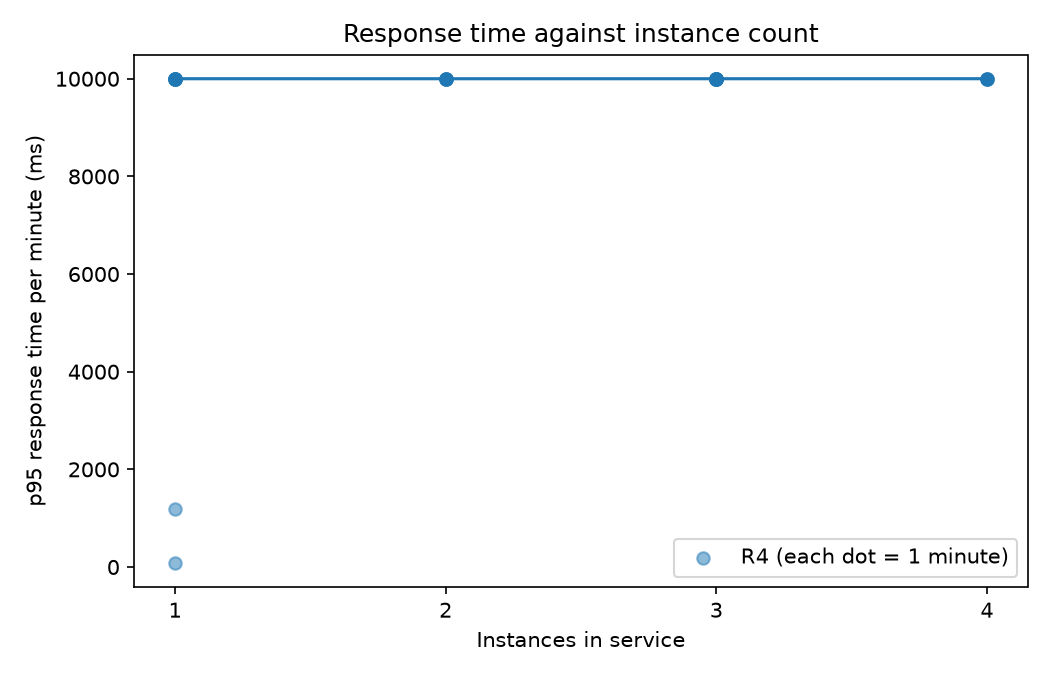 Response time against instance count
10000
8000
6000
4000
2000
0
p95 response time per minute (ms)
R4 (each dot = 1 minute)
1 2 3 4
Instances in service